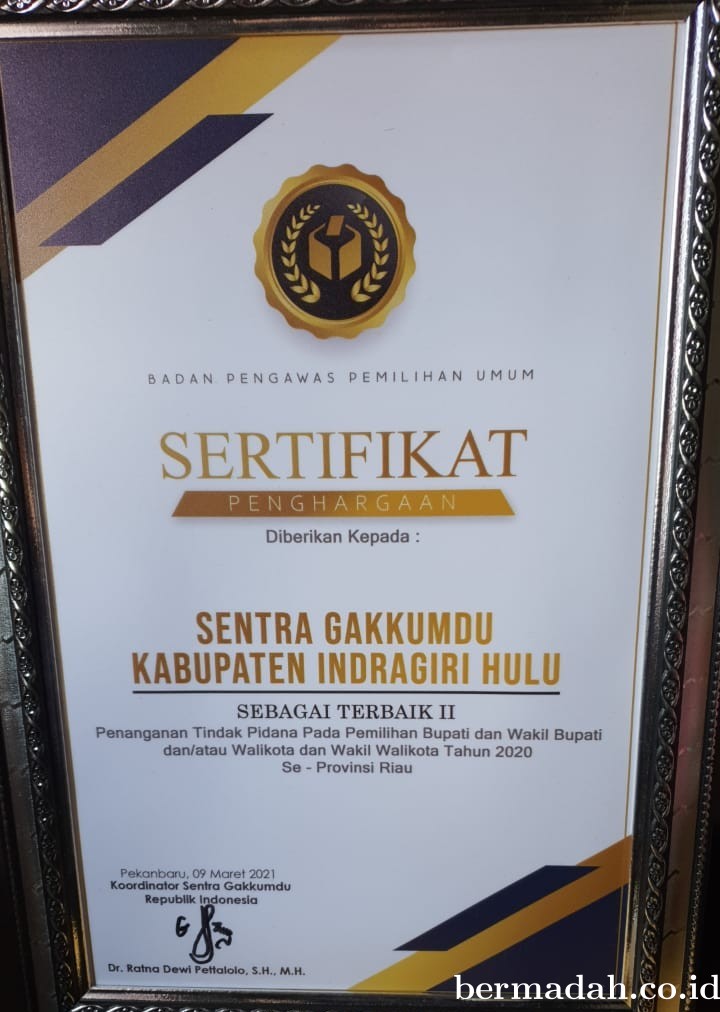 BADAN PENGAWAS PEMILIHAN UMUM
SERTIFIKAT
PENGHARGAAN
Diberikan Kepada :
SENTRA GAKKUMDU
KABUPATEN INDRAGIRI HULU
SEBAGAI TERBAIK II
Penanganan Tindak Pidana Pada Pemilihan Bupati dan Wakil Bupati
dan/atau Walikota dan Wakil Walikota Tahun 2020
Se - Provinsi Riau
Pekanbaru, 09 Maret 2021
Koordinator Sentra Gakkumdu
Republik Indonesia
Dr. Ratna Dewi Pettalolo, S.H., M.H.
bermadah.co.id